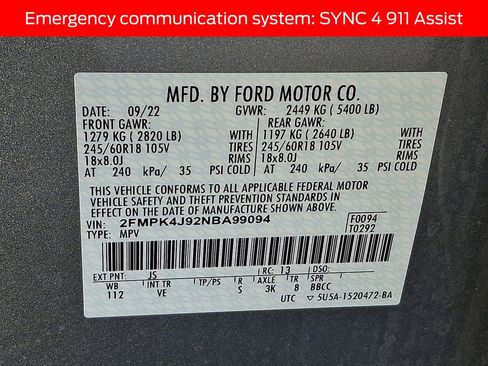 Emergency communication system: SYNC 4 911 Assist
MFD. BY FORD MOTOR CO.
DATE: 09/22 GVWR: 2449 KG ( 5400 LB)
FRONT GAWR: REAR GAWR:
1279 KG ( 2820 LB) WITH 1197 KG ( 2640 LB) WITH
245/60R18 105V TIRES 245/60R18 105V TIRES
18x8.0J RIMS 18x8.0J RIMS
AT 240 kPa/ 35 PSI COLD AT 240 kPa/ 35 PSI COLD
THIS VEHICLE CONFORMS TO ALL APPLICABLE FEDERAL MOTOR
VEHICLE SAFETY AND THEFT PREVENTION STANDARDS IN
EFFECT ON THE DATE OF MANUFACTURE SHOWN ABOVE.
VIN: 2FMPK4J92NBA99094 F0094
TYPE: MPV T0292
EXT PNT: JS RC: 13 DSO:
WB INT TR TP/PS R AXLE TR SPR
112 VE S 3K 8 BBCC
UTC 5U5A-1520472-BA